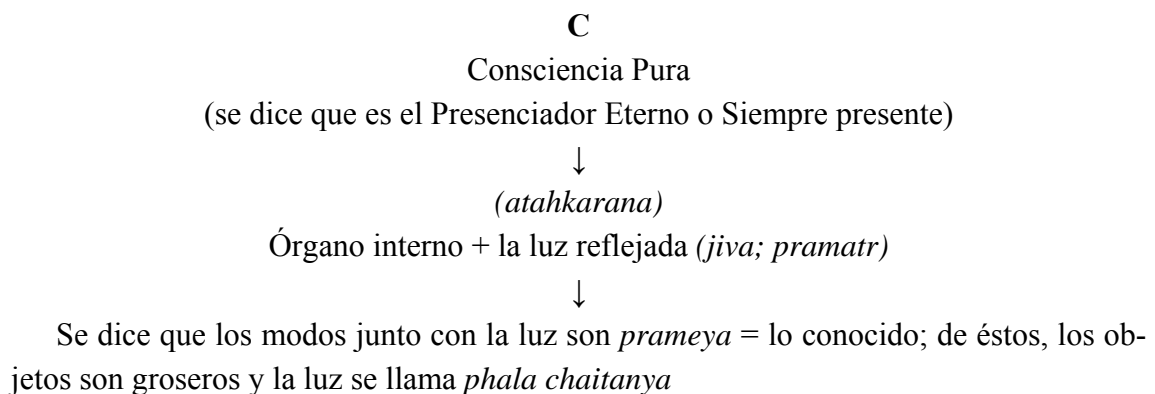 C
Consciencia Pura
(se dice que es el Presenciador Eterno o Siempre presente)
↓
(atahkarana)
Órgano interno + la luz reflejada (jiva; pramatr)
↓
Se dice que los modos junto con la luz son prameya = lo conocido; de éstos, los ob-
jetos son groseros y la luz se llama phala chaitanya